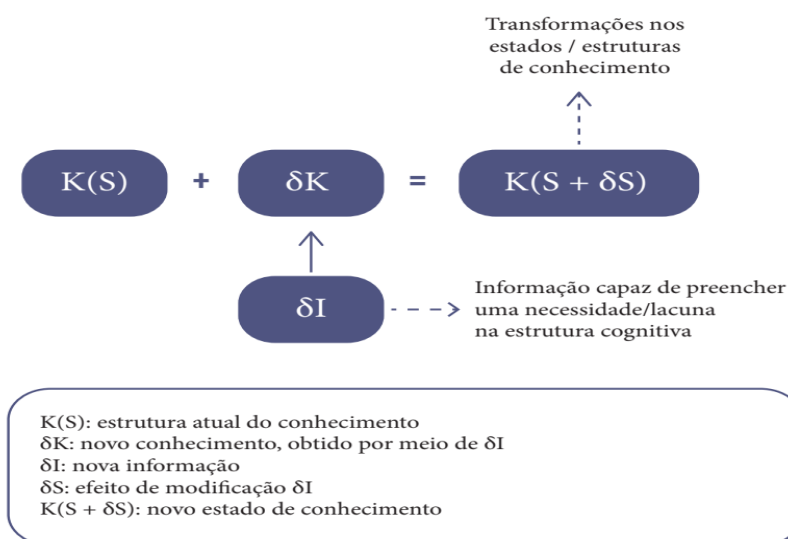 Transformações nos
estados / estruturas
de conhecimento
K(S) + δK = K(S + δS)
δI
Informação capaz de preencher
uma necessidade/lacuna
na estrutura cognitiva
K(S): estrutura atual do conhecimento
δK: novo conhecimento, obtido por meio de δI
δI: nova informação
δS: efeito de modificação δI
K(S + δS): novo estado de conhecimento